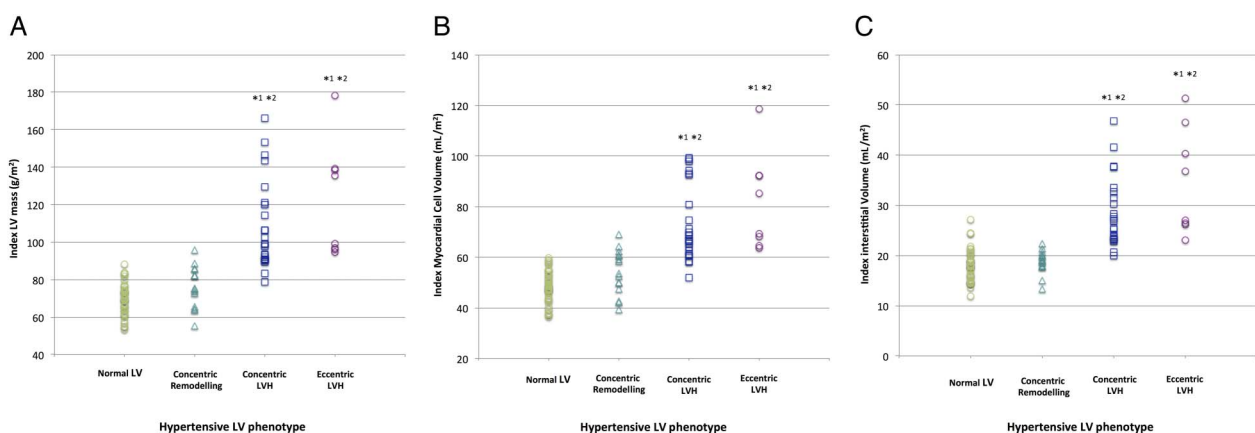 A
Index LV mass (g/m²)
200
180
160
140
120
100
80
60
40
*1 *2
*1 *2
Normal LV
Concentric
Remodelling
Concentric
LVH
Eccentric
LVH
Hypertensive LV phenotype
B
Index Myocardial Cell Volume (mL/m²)
140
120
100
80
60
40
20
*1 *2
*1 *2
Normal LV
Concentric
Remodelling
Concentric
LVH
Eccentric
LVH
Hypertensive LV phenotype
C
Index interstitial Volume (mL/m²)
60
50
40
30
20
10
0
*1 *2
*1 *2
Normal LV
Concentric
Remodelling
Concentric
LVH
Eccentric
LVH
Hypertensive LV phenotype